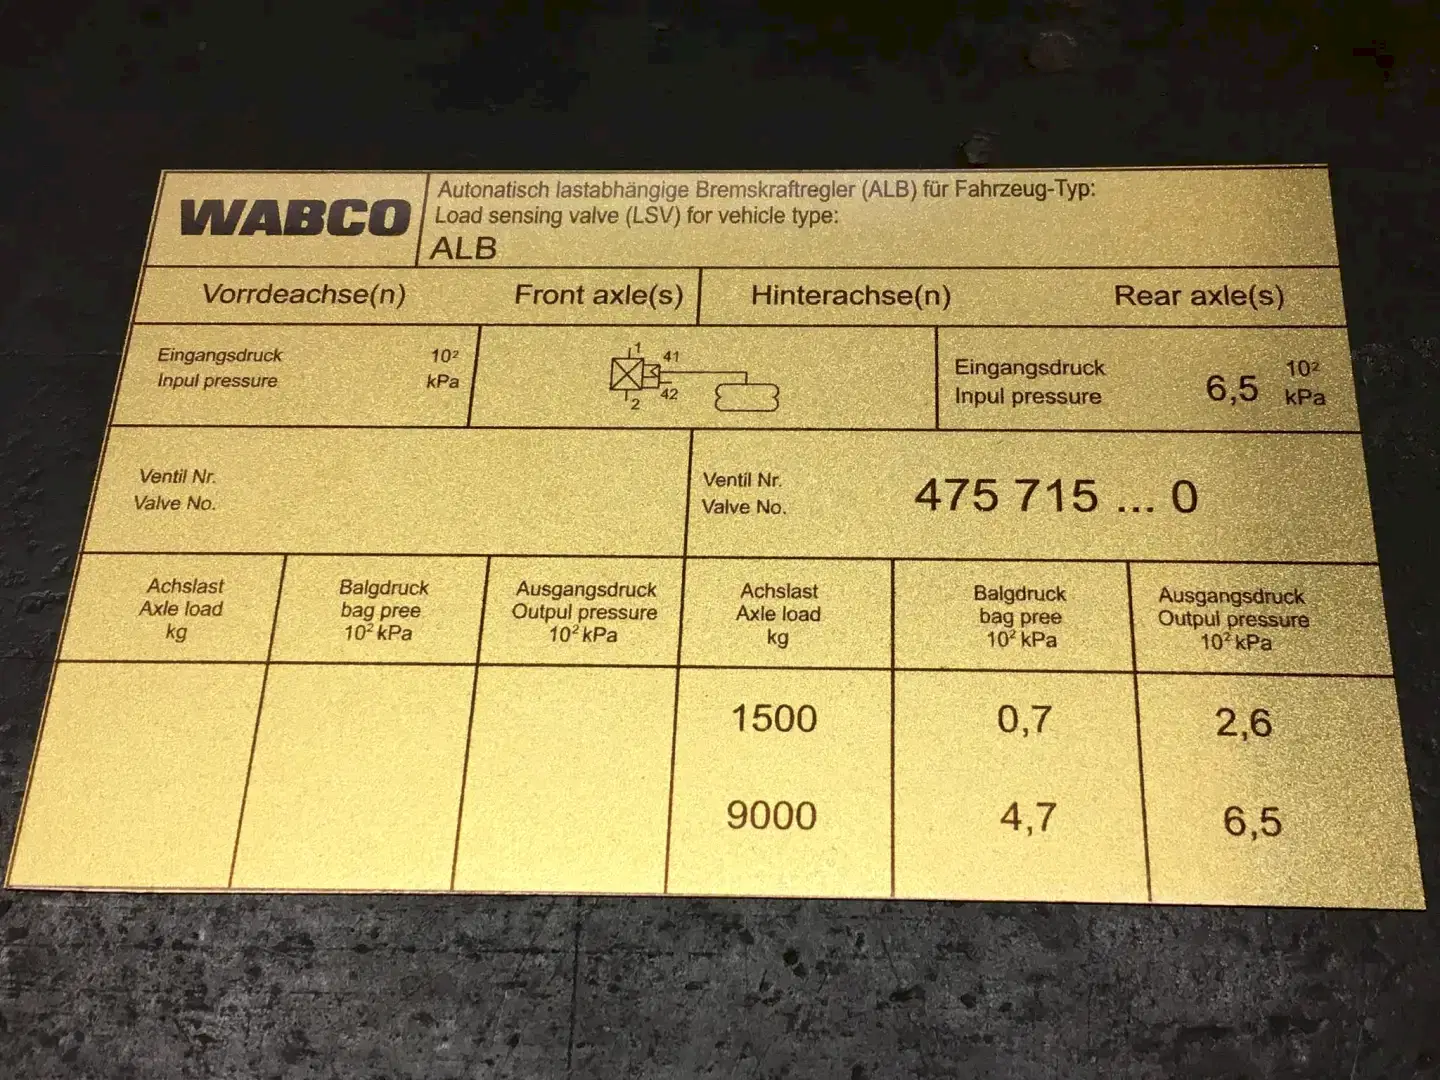 WABCO
Autonatisch lastabhängige Bremskraftregler (ALB) für Fahrzeug-Typ:
Load sensing valve (LSV) for vehicle type:
ALB
Vorrdeachse(n) Front axle(s) Hinterachse(n) Rear axle(s)
Eingangsdruck 10²
Inpul pressure kPa
1
41
42
2
Eingangsdruck 10²
Inpul pressure 6,5 kPa
Ventil Nr.
Valve No.
Ventil Nr.
Valve No.
475 715 ... 0
Achslast
Axle load
kg
Balgdruck
bag pree
10² kPa
Ausgangsdruck
Outpul pressure
10² kPa
Achslast
Axle load
kg
Balgdruck
bag pree
10² kPa
Ausgangsdruck
Outpul pressure
10² kPa
1500 0,7 2,6
9000 4,7 6,5